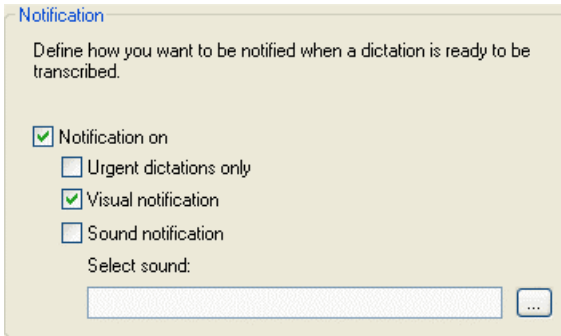 Notification
Define how you want to be notified when a dictation is ready to be
transcribed.
Notification on
Urgent dictations only
Visual notification
Sound notification
Select sound:
...